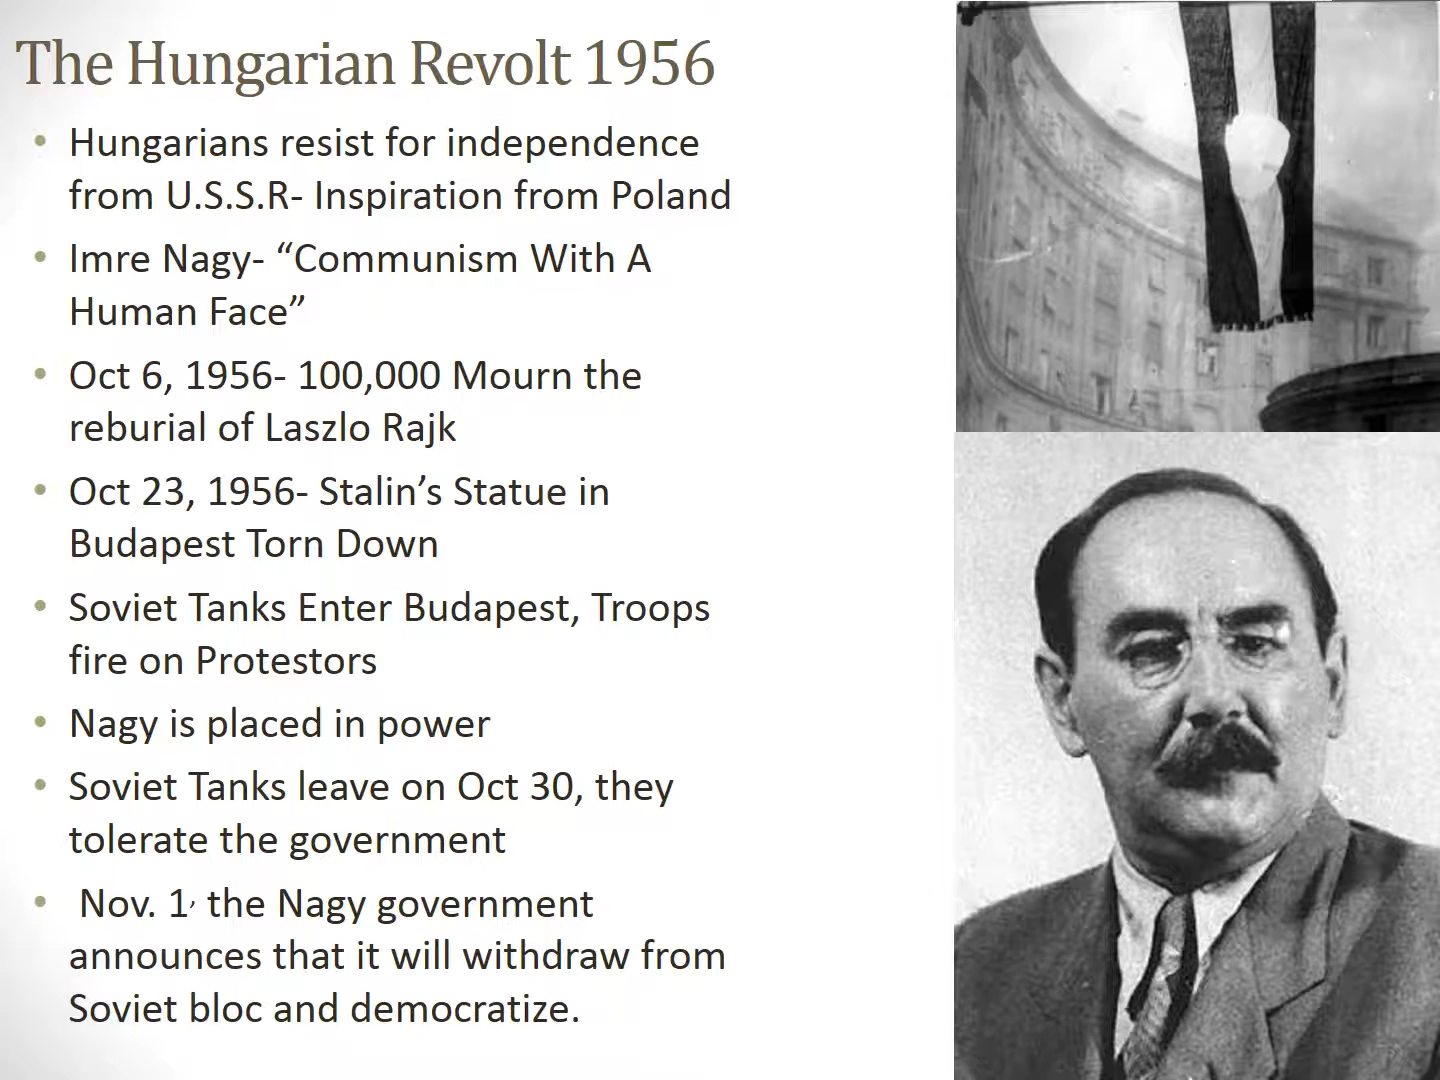 The Hungarian Revolt 1956
• Hungarians resist for independence
from U.S.S.R- Inspiration from Poland
• Imre Nagy- “Communism With A
Human Face”
• Oct 6, 1956- 100,000 Mourn the
reburial of Laszlo Rajk
• Oct 23, 1956- Stalin’s Statue in
Budapest Torn Down
• Soviet Tanks Enter Budapest, Troops
fire on Protestors
• Nagy is placed in power
• Soviet Tanks leave on Oct 30, they
tolerate the government
• Nov. 1, the Nagy government
announces that it will withdraw from
Soviet bloc and democratize.